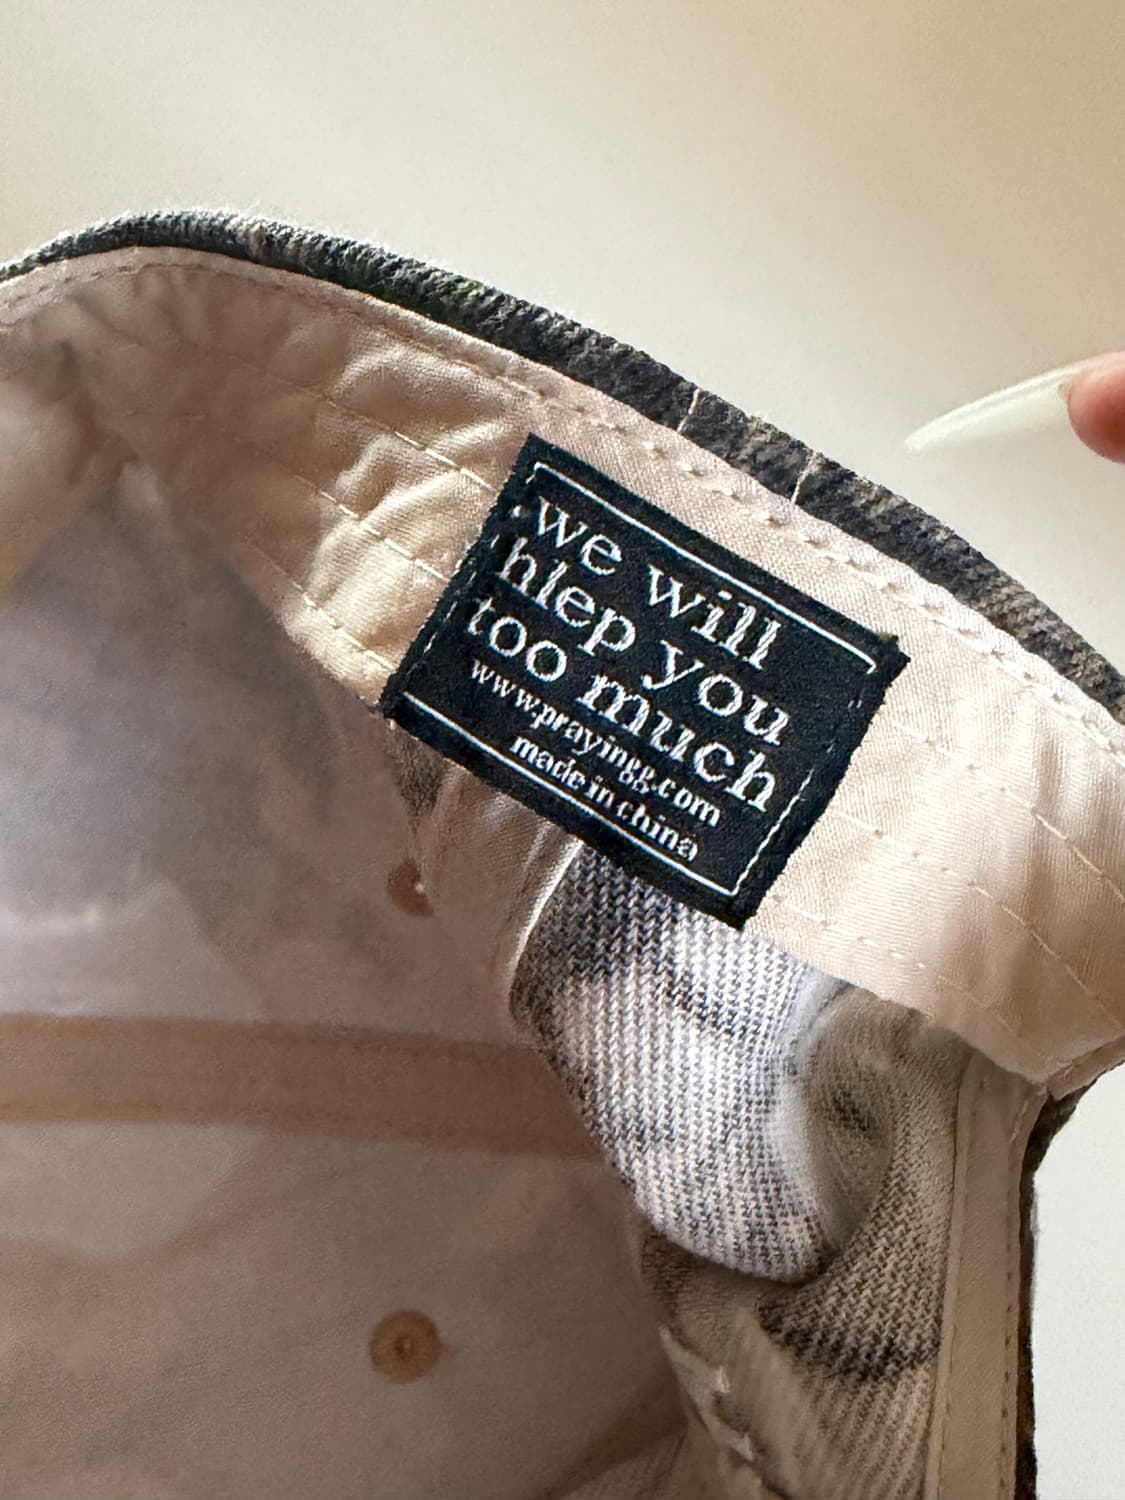 we will
hlep you
too much
www.prayingg.com
made in china